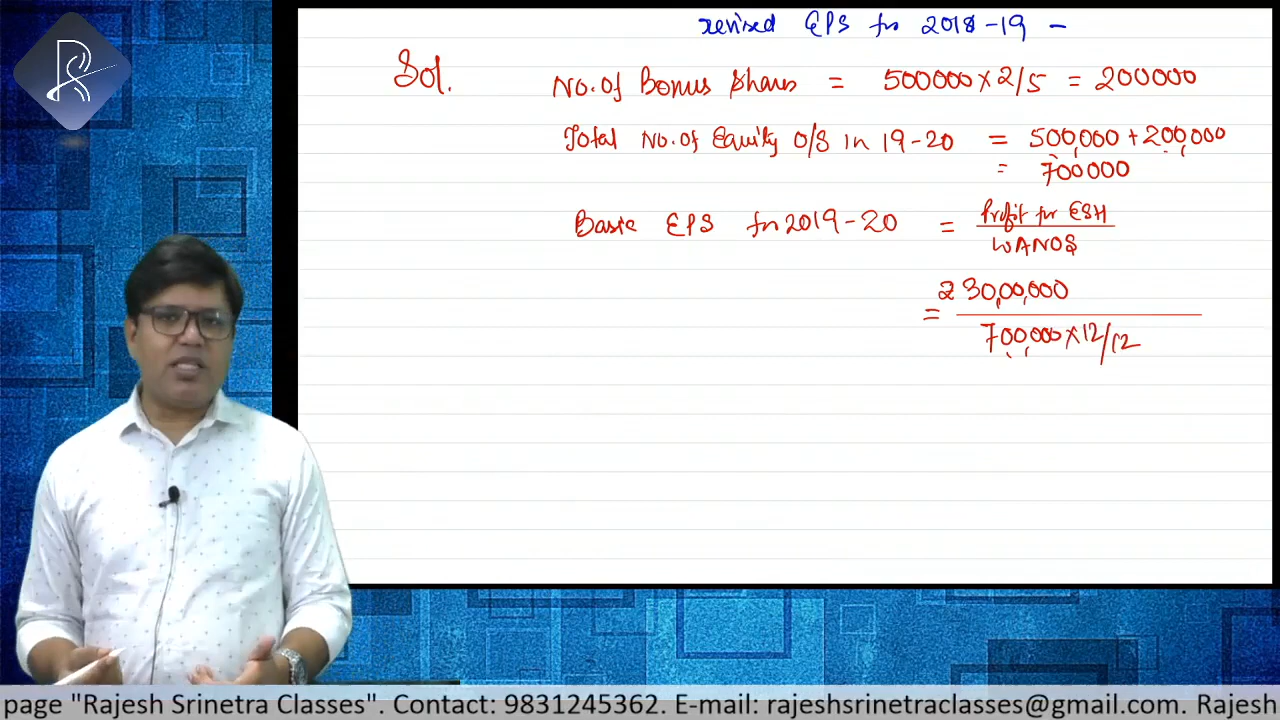 revised EPS for 2018-19 -
Sol. No. of Bonus Shares = 500000 × 2/5 = 200000
Total No. of Equity O/S in 19-20 = 500,000 + 200,000
= 700000
Basic EPS for 2019-20 = Profit for ESH
WANOS
= 2 30,00,000
700,000 × 12/12
page "Rajesh Srinetra Classes". Contact: 9831245362. E-mail: rajeshsrinetraclasses@gmail.com. Rajesh